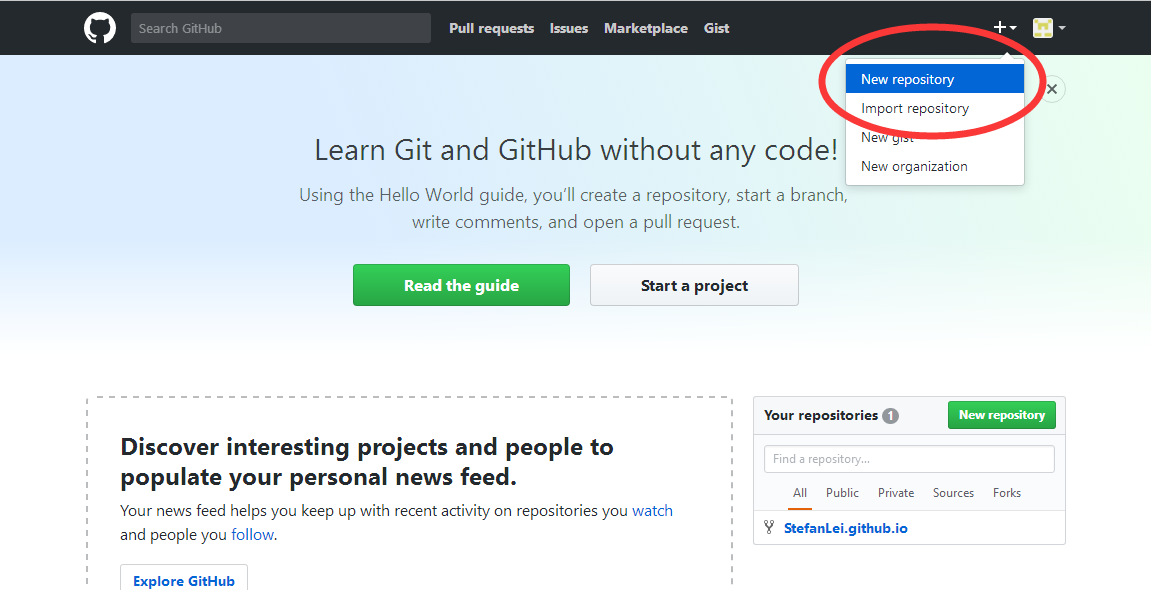 Search GitHub
Pull requests Issues Marketplace Gist
New repository
Import repository
New gist
New organization
Learn Git and GitHub without any code!
Using the Hello World guide, you’ll create a repository, start a branch,
write comments, and open a pull request.
Read the guide
Start a project
Discover interesting projects and people to
populate your personal news feed.
Your news feed helps you keep up with recent activity on repositories you watch
and people you follow.
Explore GitHub
Your repositories 1
New repository
Find a repository...
All Public Private Sources Forks
StefanLei.github.io